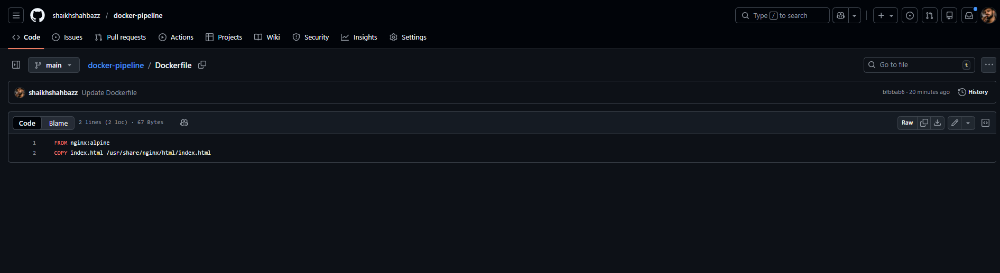 shaikhshahbazz / docker-pipeline
Type / to search
Code Issues Pull requests Actions Projects Wiki Security Insights Settings
main docker-pipeline / Dockerfile
Go to file t
shaikhshahbazz Update Dockerfile
bfbbab6 · 20 minutes ago History
Code Blame 2 lines (2 loc) · 67 Bytes
Raw
1 FROM nginx:alpine
2 COPY index.html /usr/share/nginx/html/index.html